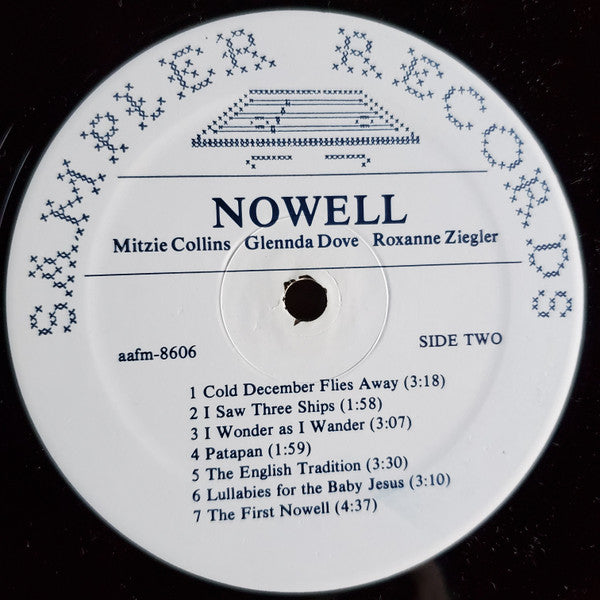 SAMPLER RECORDS
NOWELL
Mitzie Collins Glennda Dove Roxanne Ziegler
aafm-8606
SIDE TWO
1 Cold December Flies Away (3:18)
2 I Saw Three Ships (1:58)
3 I Wonder as I Wander (3:07)
4 Patapan (1:59)
5 The English Tradition (3:30)
6 Lullabies for the Baby Jesus (3:10)
7 The First Nowell (4:37)